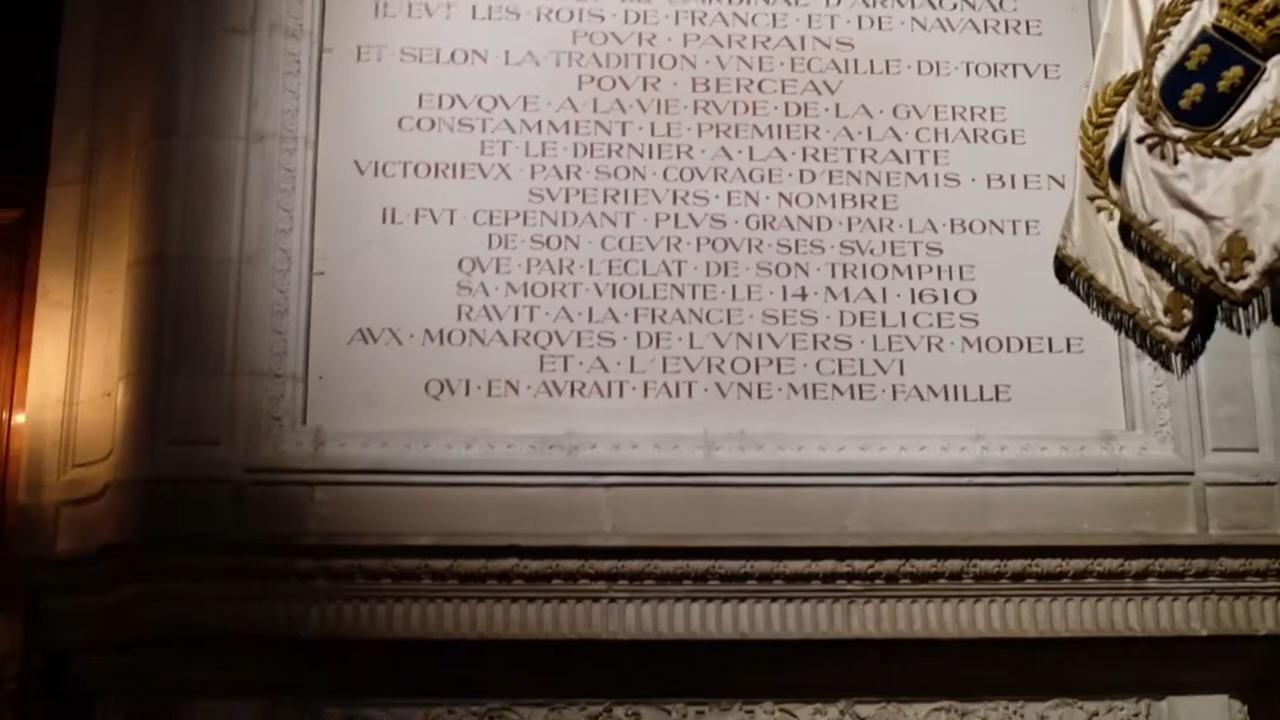 CARDINAL D'ARMAGNAC
IL·EVT·LES·ROIS·DE·FRANCE·ET·DE·NAVARRE
POVR·PARRAINS
ET·SELON·LA·TRADITION·VNE·ECAILLE·DE·TORTVE
POVR·BERCEAV
EDVQVE·A·LA·VIE·RVDE·DE·LA·GVERRE
CONSTAMMENT·LE·PREMIER·A·LA·CHARGE
ET·LE·DERNIER·A·LA·RETRAITE
VICTORIEVX·PAR·SON·COVRAGE·D'ENNEMIS·BIEN
SVPERIEVRS·EN·NOMBRE
IL·FVT·CEPENDANT·PLVS·GRAND·PAR·LA·BONTE
DE·SON·CŒVR·POVR·SES·SVJETS
QVE·PAR·L'ECLAT·DE·SON·TRIOMPHE
SA·MORT·VIOLENTE·LE·14·MAI·1610
RAVIT·A·LA·FRANCE·SES·DELICES
AVX·MONARQVES·DE·L'VNIVERS·LEVR·MODELE
ET·A·L'EVROPE·CELVI
QVI·EN·AVRAIT·FAIT·VNE·MEME·FAMILLE